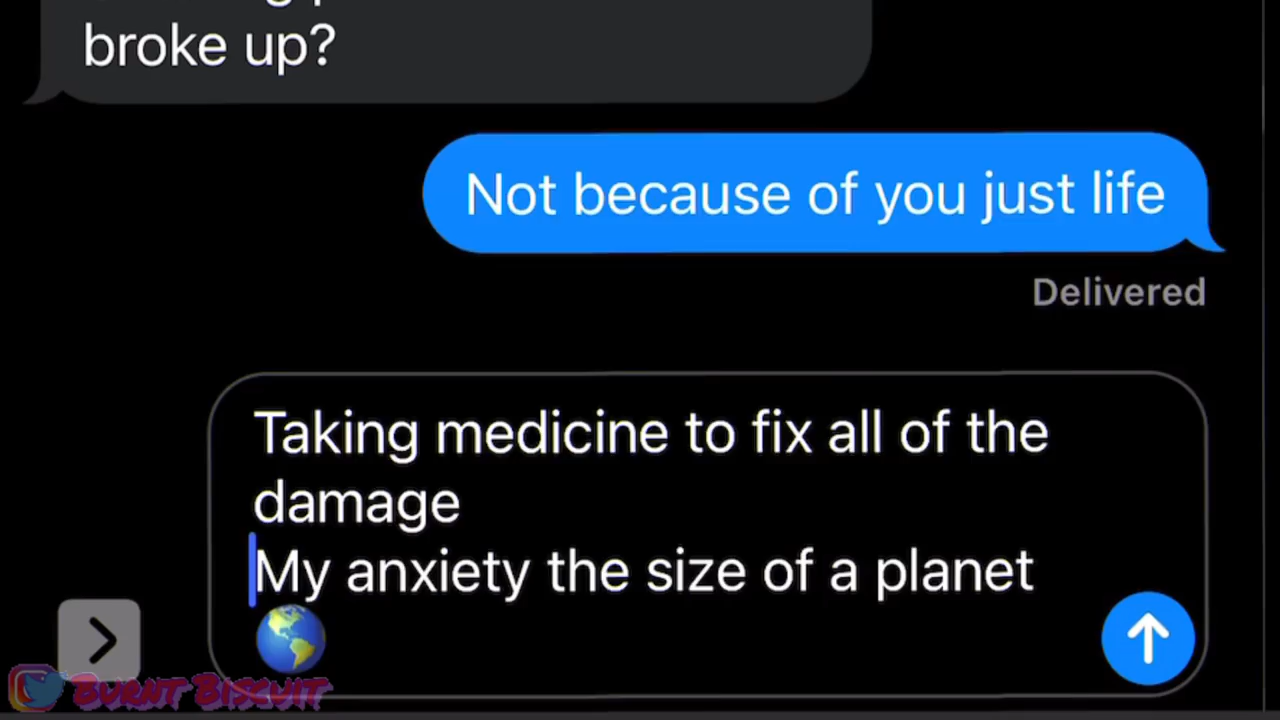 broke up?
Not because of you just life
Delivered
Taking medicine to fix all of the
damage
My anxiety the size of a planet
🌎
BURNT BISCUIT